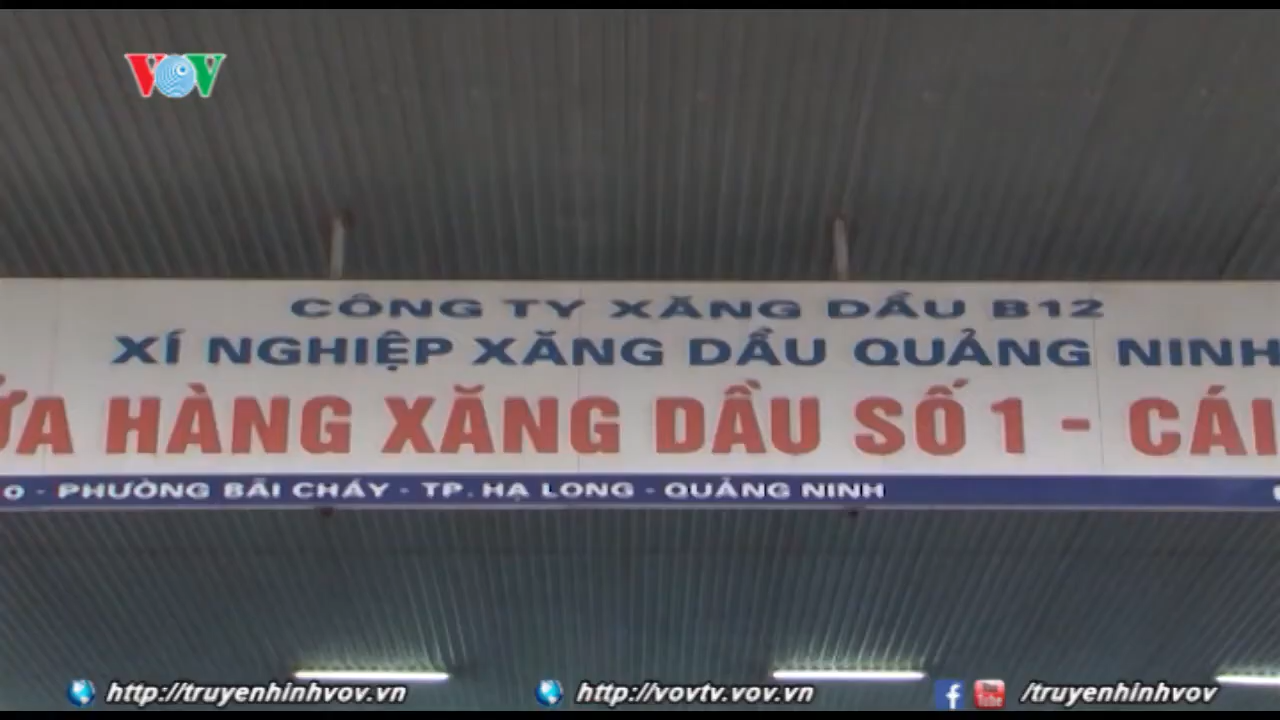 VOV
CÔNG TY XĂNG DẦU B12
XÍ NGHIỆP XĂNG DẦU QUẢNG NINH
HÀNG XĂNG DẦU SỐ 1 - CÁI
PHƯỜNG BÃI CHÁY - TP. HẠ LONG - QUẢNG NINH
http://truyenhinhvov.vn http://vovtv.vov.vn /truyenhinhvov